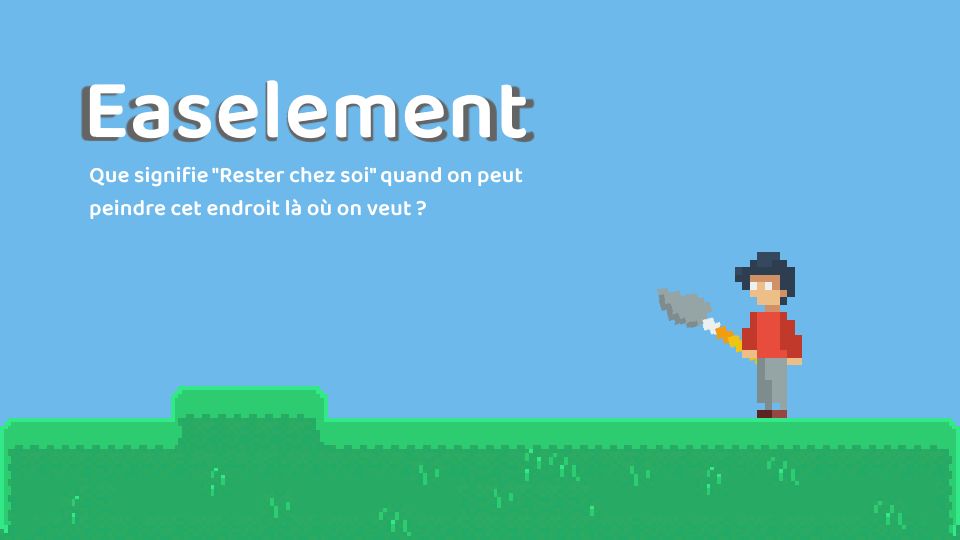 Easelement
Que signifie "Rester chez soi" quand on peut
peindre cet endroit là où on veut ?